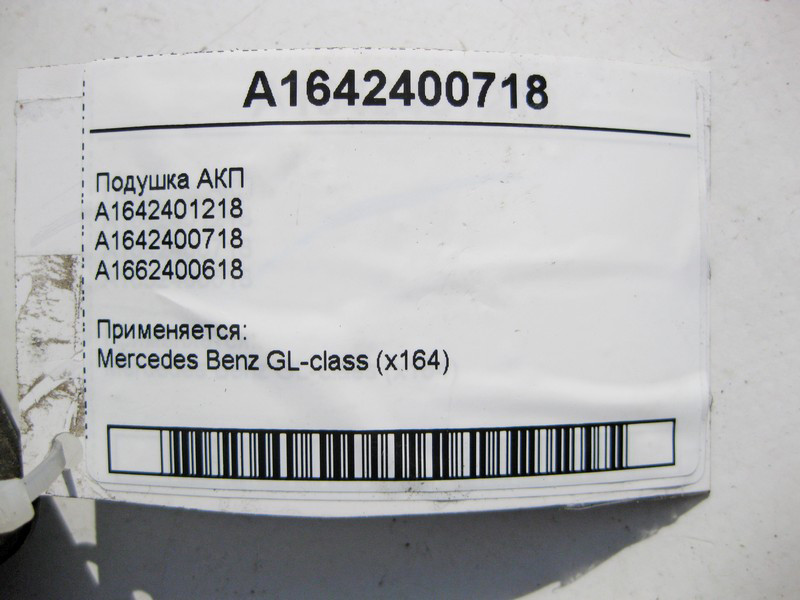 A1642400718
Подушка АКП
A1642401218
A1642400718
A1662400618
Применяется:
Mercedes Benz GL-class (x164)